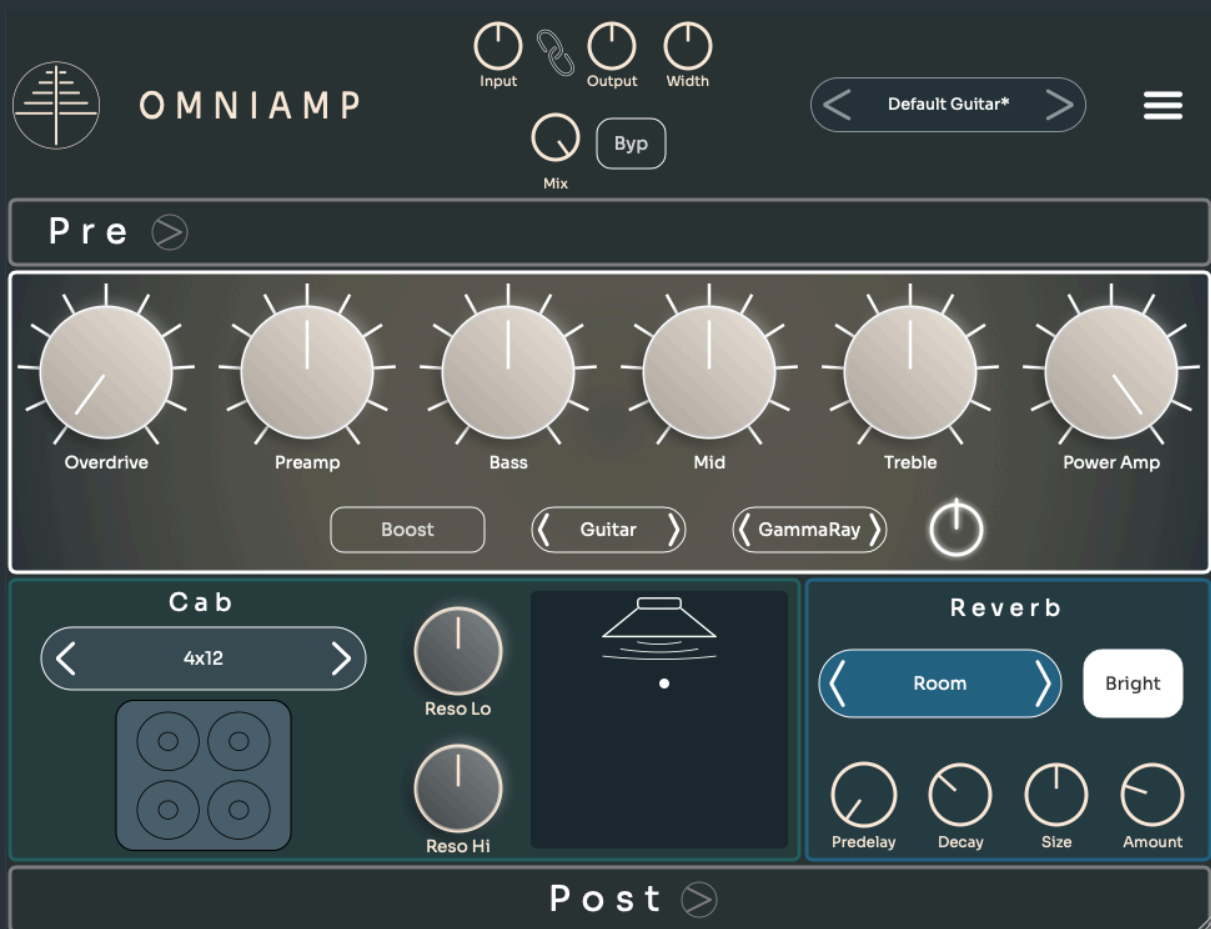 OMNIAMP
Input
Output
Width
Mix
Byp
Default Guitar*
Pre
Overdrive
Preamp
Bass
Mid
Treble
Power Amp
Boost
Guitar
GammaRay
Cab
4x12
Reso Lo
Reso Hi
Reverb
Room
Bright
Predelay
Decay
Size
Amount
Post